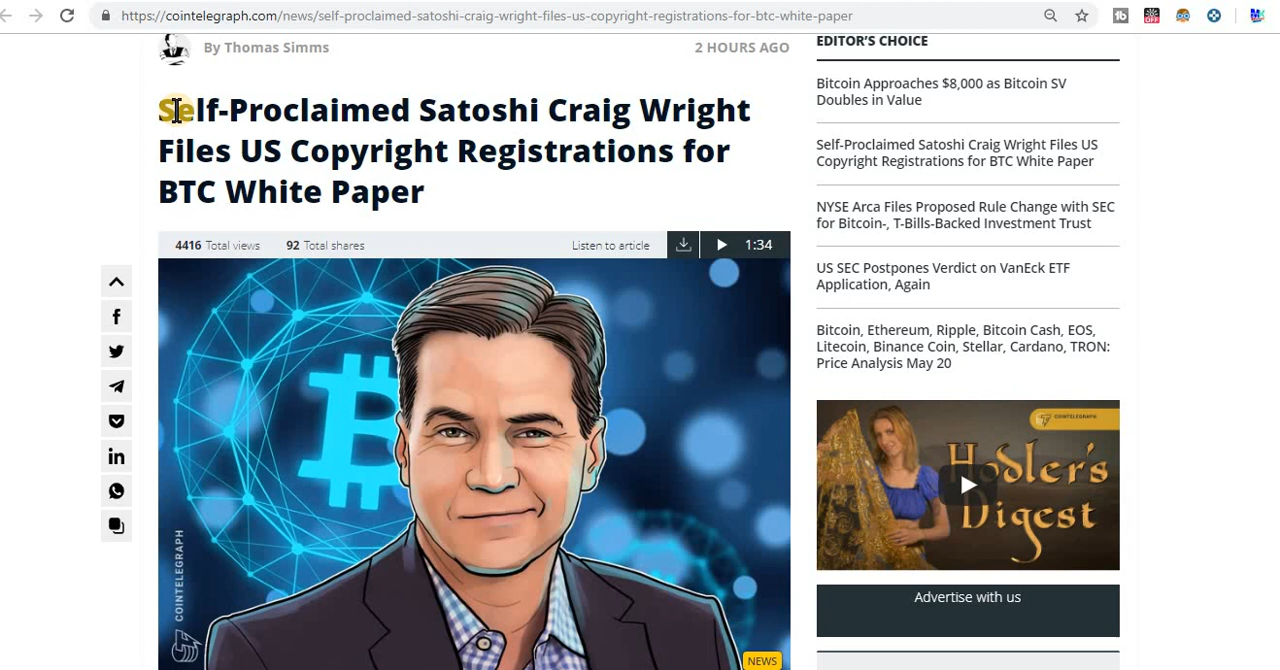 https://cointelegraph.com/news/self-proclaimed-satoshi-craig-wright-files-us-copyright-registrations-for-btc-white-paper
By Thomas Simms
2 HOURS AGO
Self-Proclaimed Satoshi Craig Wright
Files US Copyright Registrations for
BTC White Paper
4416 Total views 92 Total shares Listen to article 1:34
COINTELEGRAPH
NEWS
EDITOR'S CHOICE
Bitcoin Approaches $8,000 as Bitcoin SV
Doubles in Value
Self-Proclaimed Satoshi Craig Wright Files US
Copyright Registrations for BTC White Paper
NYSE Arca Files Proposed Rule Change with SEC
for Bitcoin-, T-Bills-Backed Investment Trust
US SEC Postpones Verdict on VanEck ETF
Application, Again
Bitcoin, Ethereum, Ripple, Bitcoin Cash, EOS,
Litecoin, Binance Coin, Stellar, Cardano, TRON:
Price Analysis May 20
COINTELEGRAPH
Hodler's
Digest
Advertise with us